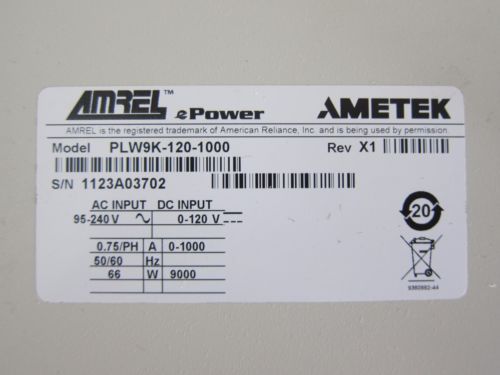 AMREL™ ePower AMETEK
AMREL is the registered trademark of American Reliance, Inc. and is being used by permission.
Model PLW9K-120-1000 Rev X1
S/N 1123A03702
AC INPUT DC INPUT
95-240 V 0-120 V
0.75/PH A 0-1000
50/60 Hz
66 W 9000
20
9380982-44